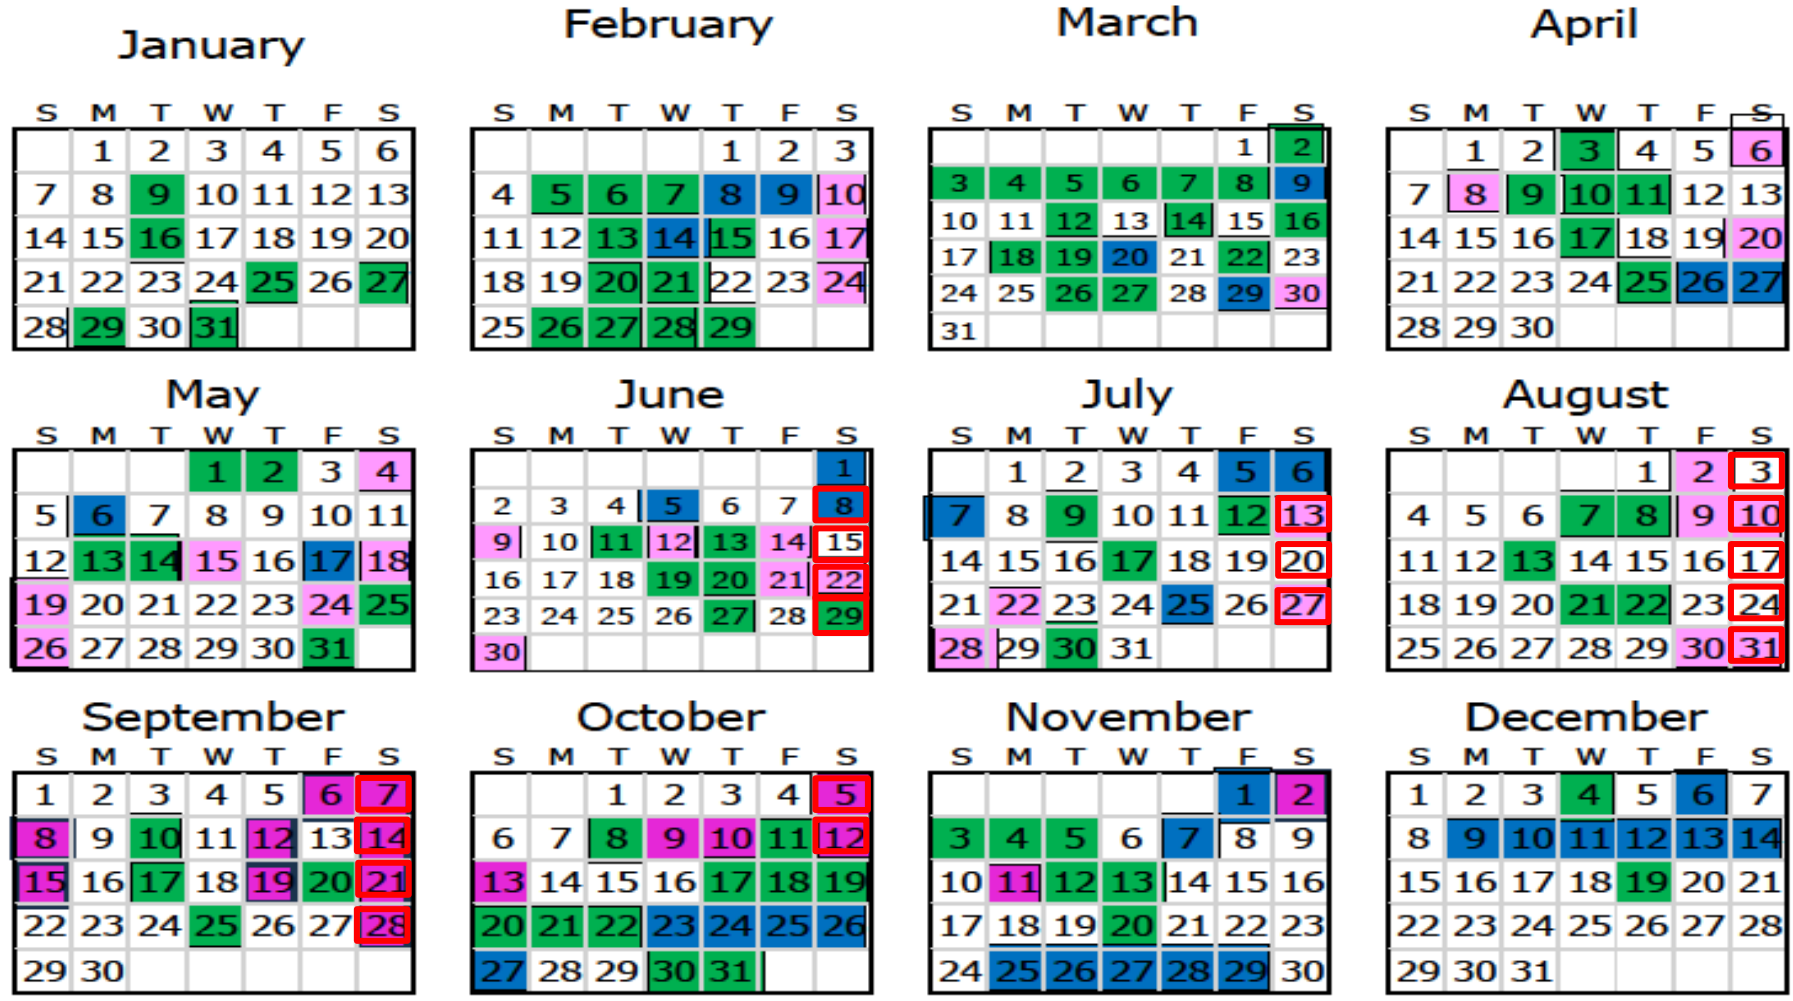 January February March April
S M T W T F S S M T W T F S S M T W T F S S M T W T F S
1 2 3 4 5 6 1 2 3 1 2 1 2 3 4 5 6
7 8 9 10 11 12 13 4 5 6 7 8 9 10 3 4 5 6 7 8 9 7 8 9 10 11 12 13
14 15 16 17 18 19 20 11 12 13 14 15 16 17 10 11 12 13 14 15 16 14 15 16 17 18 19 20
21 22 23 24 25 26 27 18 19 20 21 22 23 24 17 18 19 20 21 22 23 21 22 23 24 25 26 27
28 29 30 31 25 26 27 28 29 24 25 26 27 28 29 30 28 29 30
31
May June July August
S M T W T F S S M T W T F S S M T W T F S S M T W T F S
1 2 3 4 1 1 2 3 4 5 6 1 2 3
5 6 7 8 9 10 11 2 3 4 5 6 7 8 7 8 9 10 11 12 13 4 5 6 7 8 9 10
12 13 14 15 16 17 18 9 10 11 12 13 14 15 14 15 16 17 18 19 20 11 12 13 14 15 16 17
19 20 21 22 23 24 25 16 17 18 19 20 21 22 21 22 23 24 25 26 27 18 19 20 21 22 23 24
26 27 28 29 30 31 23 24 25 26 27 28 29 28 29 30 31 25 26 27 28 29 30 31
30
September October November December
S M T W T F S S M T W T F S S M T W T F S S M T W T F S
1 2 3 4 5 6 7 1 2 3 4 5 1 2 1 2 3 4 5 6 7
8 9 10 11 12 13 14 6 7 8 9 10 11 12 3 4 5 6 7 8 9 8 9 10 11 12 13 14
15 16 17 18 19 20 21 13 14 15 16 17 18 19 10 11 12 13 14 15 16 15 16 17 18 19 20 21
22 23 24 25 26 27 28 20 21 22 23 24 25 26 17 18 19 20 21 22 23 22 23 24 25 26 27 28
29 30 27 28 29 30 31 24 25 26 27 28 29 30 29 30 31